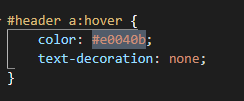 #header a:hover {
color: #e0040b;
text-decoration: none;
}